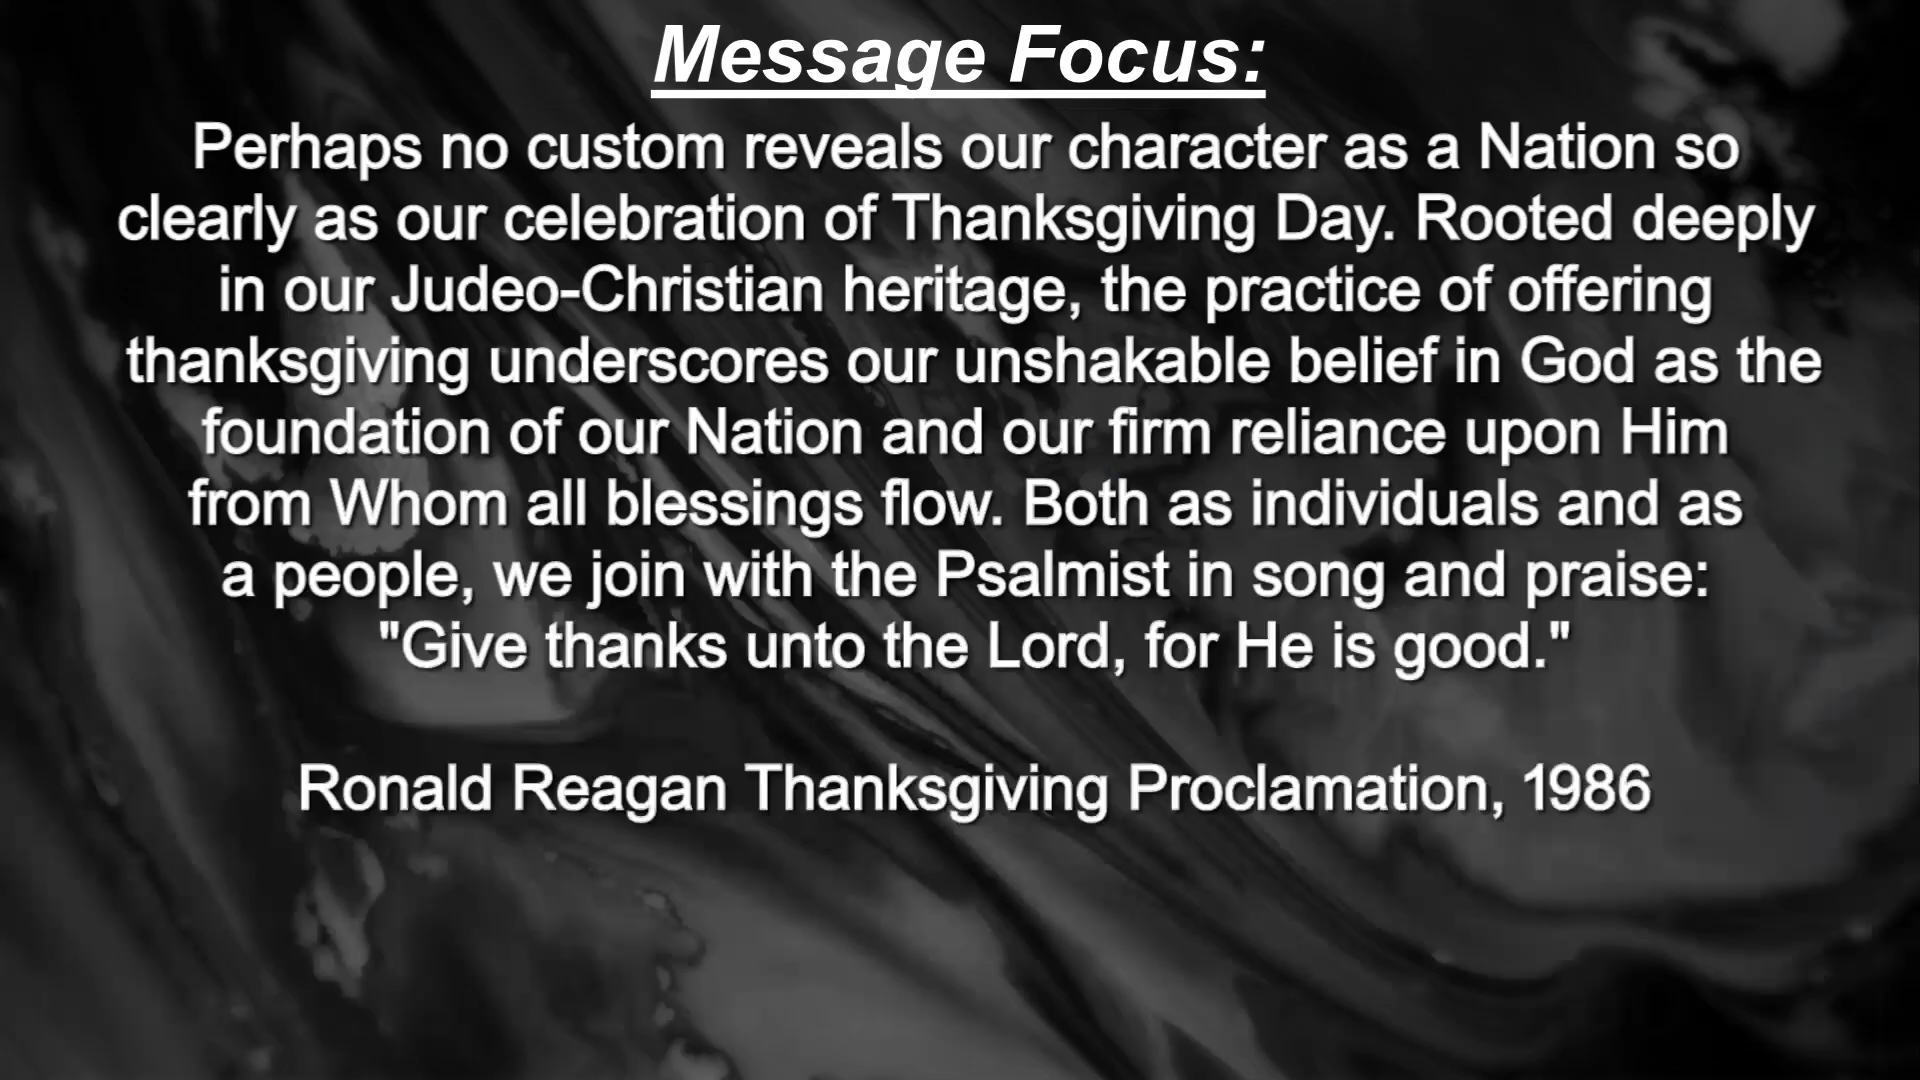 Message Focus:
Perhaps no custom reveals our character as a Nation so
clearly as our celebration of Thanksgiving Day. Rooted deeply
in our Judeo-Christian heritage, the practice of offering
thanksgiving underscores our unshakable belief in God as the
foundation of our Nation and our firm reliance upon Him
from Whom all blessings flow. Both as individuals and as
a people, we join with the Psalmist in song and praise:
"Give thanks unto the Lord, for He is good."
Ronald Reagan Thanksgiving Proclamation, 1986